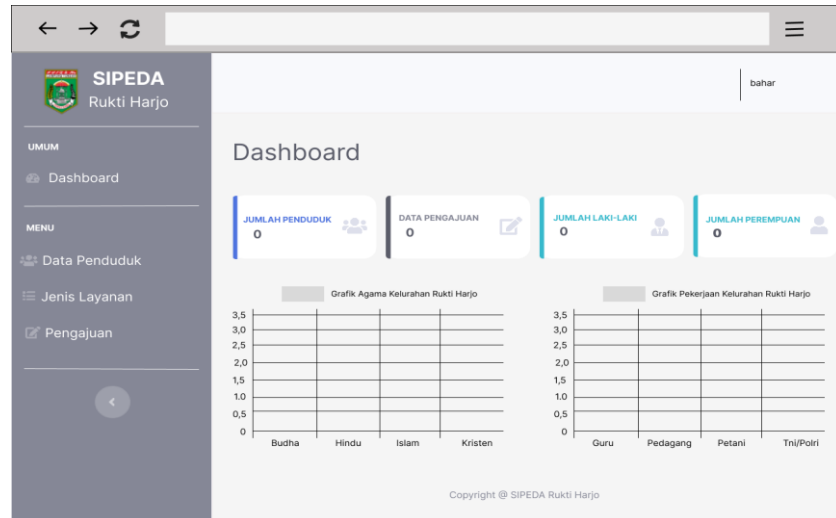 SIPEDA
Rukti Harjo
bahar
UMUM
Dashboard
MENU
Data Penduduk
Jenis Layanan
Pengajuan
Dashboard
JUMLAH PENDUDUK
0
DATA PENGAJUAN
0
JUMLAH LAKI-LAKI
0
JUMLAH PEREMPUAN
0
Grafik Agama Kelurahan Rukti Harjo
3,5
3,0
2,5
2,0
1,5
1.0
0,5
0
Budha Hindu Islam Kristen
Grafik Pekerjaan Kelurahan Rukti Harjo
3,5
3,0
2,5
2,0
1,5
1.0
0,5
0
Guru Pedagang Petani Tni/Polri
Copyright @ SIPEDA Rukti Harjo